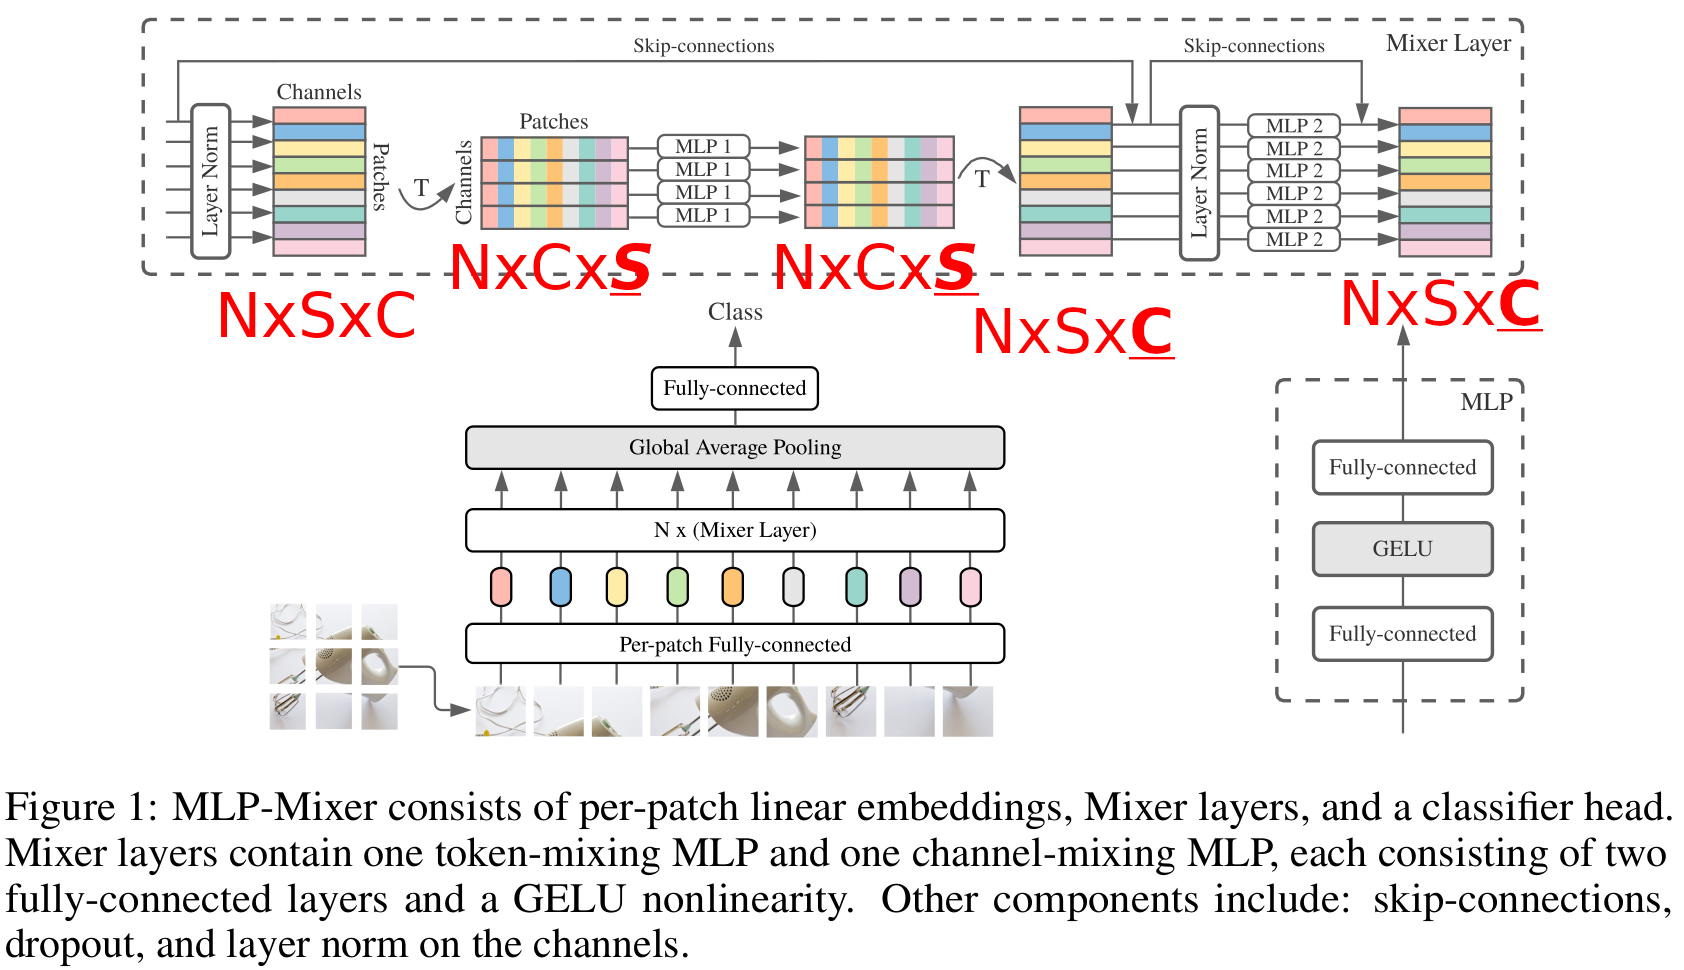 Skip-connections
Skip-connections
Mixer Layer
Channels
Patches
Layer Norm
Patches
T
Channels
MLP 1
MLP 1
MLP 1
MLP 1
T
Layer Norm
MLP 2
MLP 2
MLP 2
MLP 2
MLP 2
MLP 2
NxSxC
NxCxS
NxCxS
NxSxC
NxSxC
Class
Fully-connected
Global Average Pooling
N x (Mixer Layer)
Per-patch Fully-connected
MLP
Fully-connected
GELU
Fully-connected
Figure 1: MLP-Mixer consists of per-patch linear embeddings, Mixer layers, and a classifier head.
Mixer layers contain one token-mixing MLP and one channel-mixing MLP, each consisting of two
fully-connected layers and a GELU nonlinearity. Other components include: skip-connections,
dropout, and layer norm on the channels.